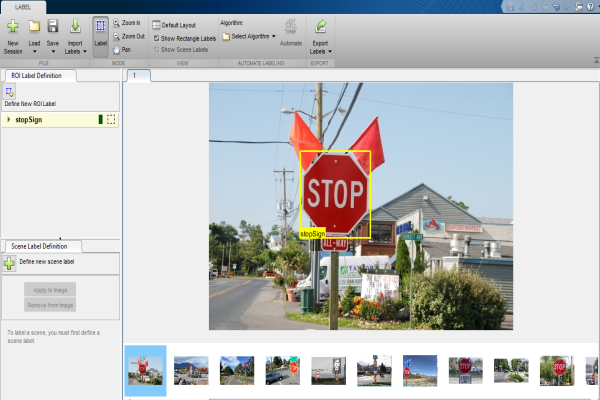 LABEL
New
Session
Load
Save
Import
Labels
Label
Zoom In
Zoom Out
Pan
Default Layout
Show Rectangle Labels
Show Scene Labels
Algorithm
Select Algorithm
Automate
Export
Labels
FILE
MODE
VIEW
AUTOMATE LABELING
EXPORT
ROI Label Definition
1
Define New ROI Label
stopSign
STOP
stopSign
ALL-WAY
Scene Label Definition
Define new scene label
Apply to Image
Remove from Image
To label a scene, you must first define a
scene label.